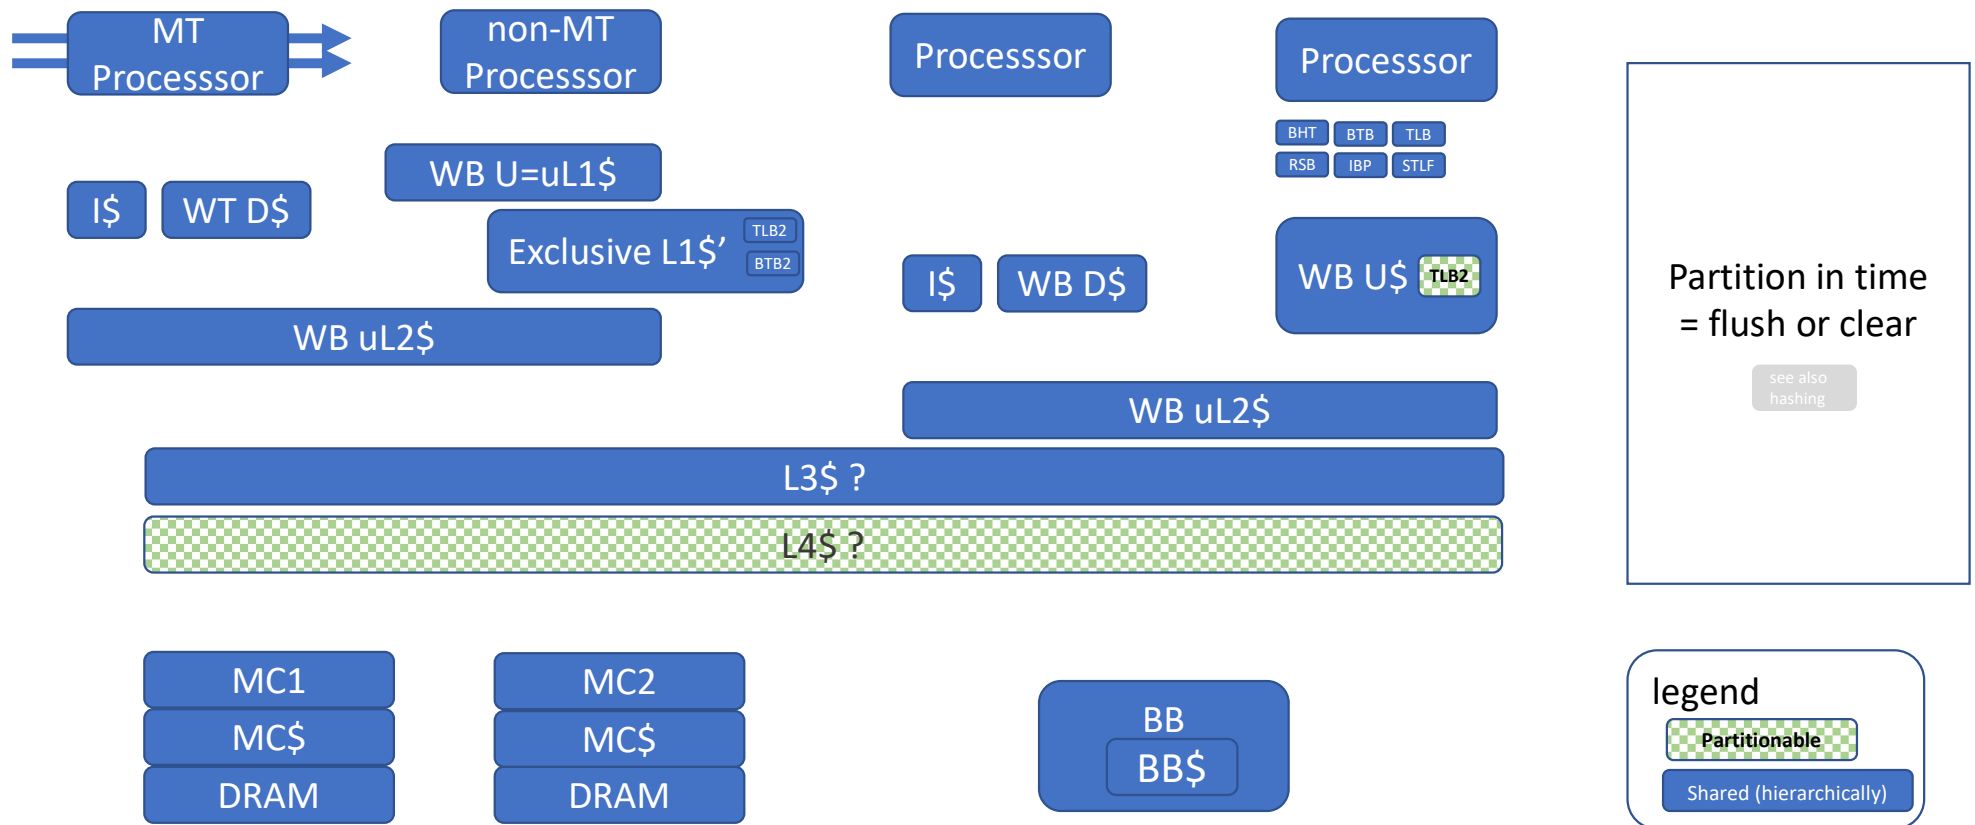 MT
Processsor
non-MT
Processsor
Processsor
Processsor
BHT
BTB
TLB
RSB
IBP
STLF
WB U=uL1$
I$
WT D$
Exclusive L1$’
TLB2
BTB2
I$
WB D$
WB U$
TLB2
WB uL2$
WB uL2$
L3$ ?
L4$ ?
Partition in time
= flush or clear
see also
hashing
MC1
MC$
DRAM
MC2
MC$
DRAM
BB
BB$
legend
Partitionable
Shared (hierarchically)